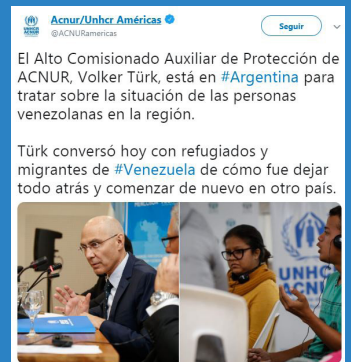 Acnur/Unhcr Américas
@ACNURamericas
Seguir
El Alto Comisionado Auxiliar de Protección de
ACNUR, Volker Türk, está en #Argentina para
tratar sobre la situación de las personas
venezolanas en la región.
Türk conversó hoy con refugiados y
migrantes de #Venezuela de cómo fue dejar
todo atrás y comenzar de nuevo en otro país.
UNHCR
ACNUR